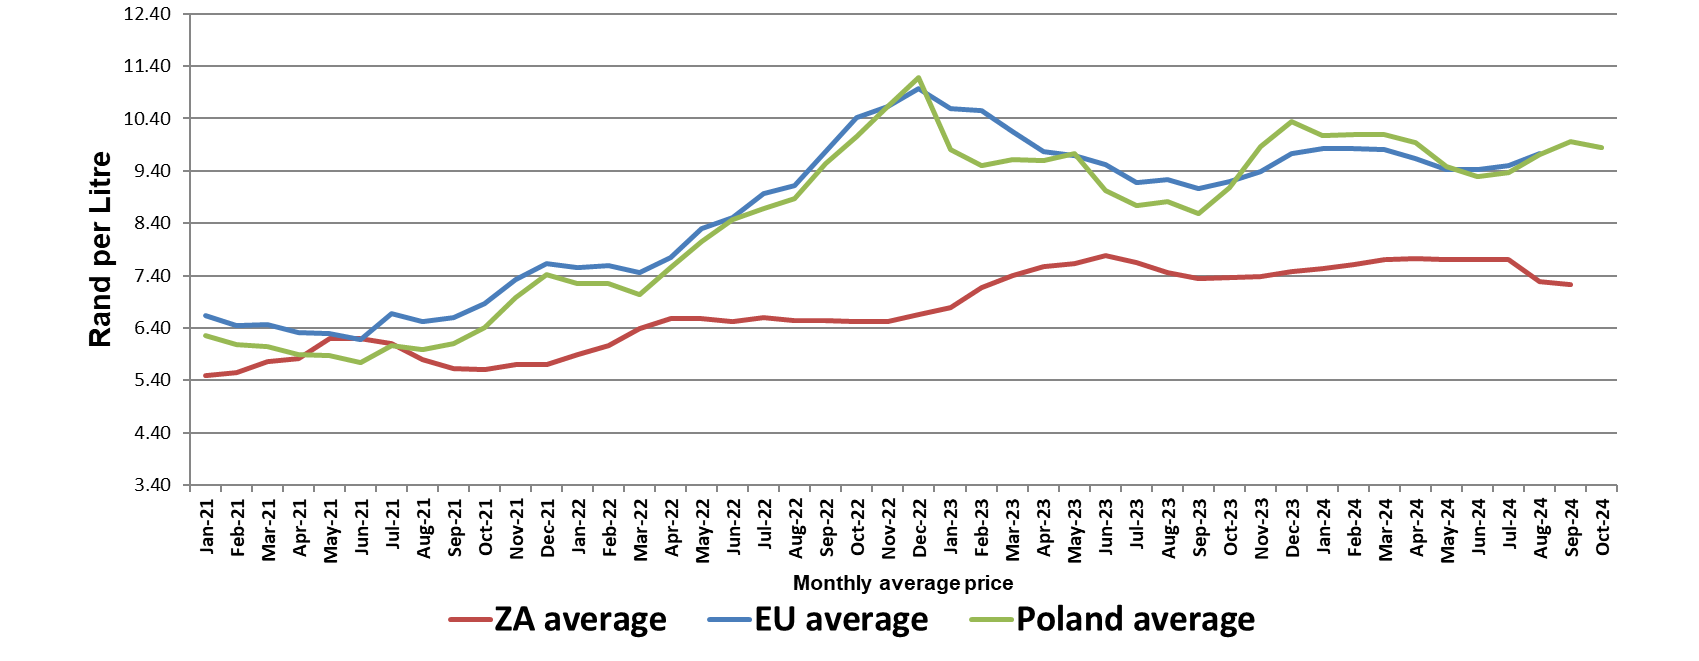 12.40
11.40
10.40
9.40
8.40
7.40
6.40
5.40
4.40
3.40
Rand per Litre
Jan-21 Feb-21 Mar-21 Apr-21 May-21 Jun-21 Jul-21 Aug-21 Sep-21 Oct-21 Nov-21 Dec-21 Jan-22 Feb-22 Mar-22 Apr-22 May-22 Jun-22 Jul-22 Aug-22 Sep-22 Oct-22 Nov-22 Dec-22 Jan-23 Feb-23 Mar-23 Apr-23 May-23 Jun-23 Jul-23 Aug-23 Sep-23 Oct-23 Nov-23 Dec-23 Jan-24 Feb-24 Mar-24 Apr-24 May-24 Jun-24 Jul-24 Aug-24 Sep-24 Oct-24
Monthly average price
ZA average EU average Poland average